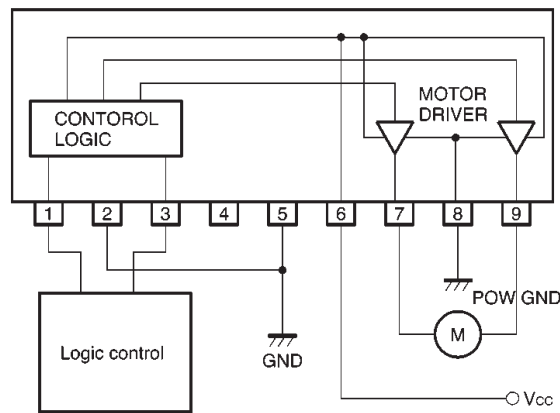 CONTOROL
LOGIC
MOTOR
DRIVER
1 2 3 4 5 6 7 8 9
Logic control
GND
POW GND
M
Vcc